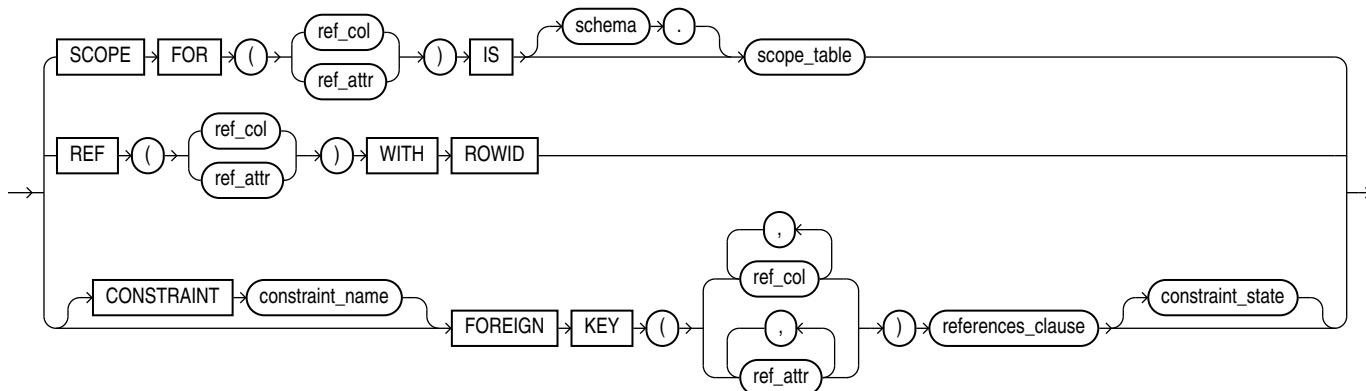 SCOPE FOR ( ref_col ref_attr ) IS schema . scope_table
REF ( ref_col ref_attr ) WITH ROWID
CONSTRAINT constraint_name FOREIGN KEY ( , ref_col , ref_attr ) references_clause constraint_state